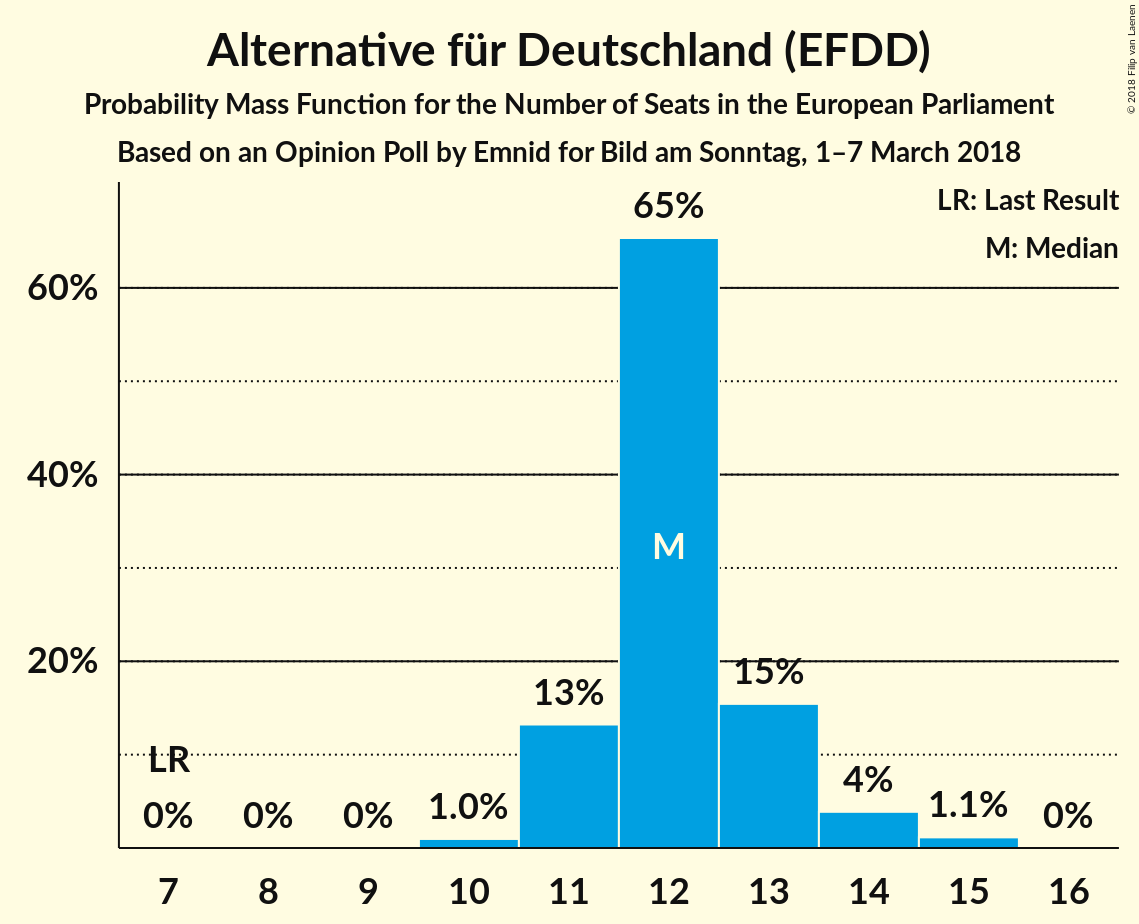 Alternative für Deutschland (EFDD)
Probability Mass Function for the Number of Seats in the European Parliament
Based on an Opinion Poll by Emnid for Bild am Sonntag, 1–7 March 2018
© 2018 Filip van Laenen
LR: Last Result
M: Median
65%
60%
40%
M
20%
15%
13%
LR
4%
1.0%
1.1%
0%
0%
0%
0%
7 8 9 10 11 12 13 14 15 16